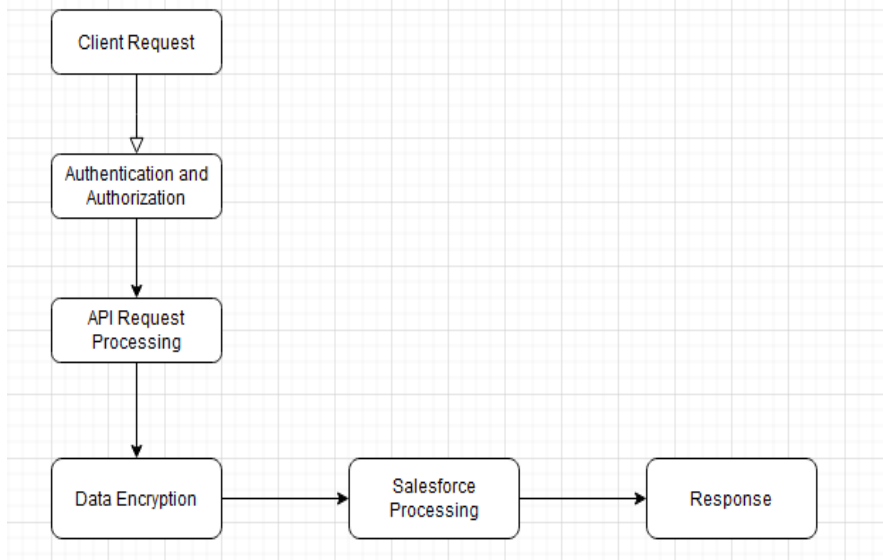 Client Request
Authentication and
Authorization
API Request
Processing
Data Encryption
Salesforce
Processing
Response